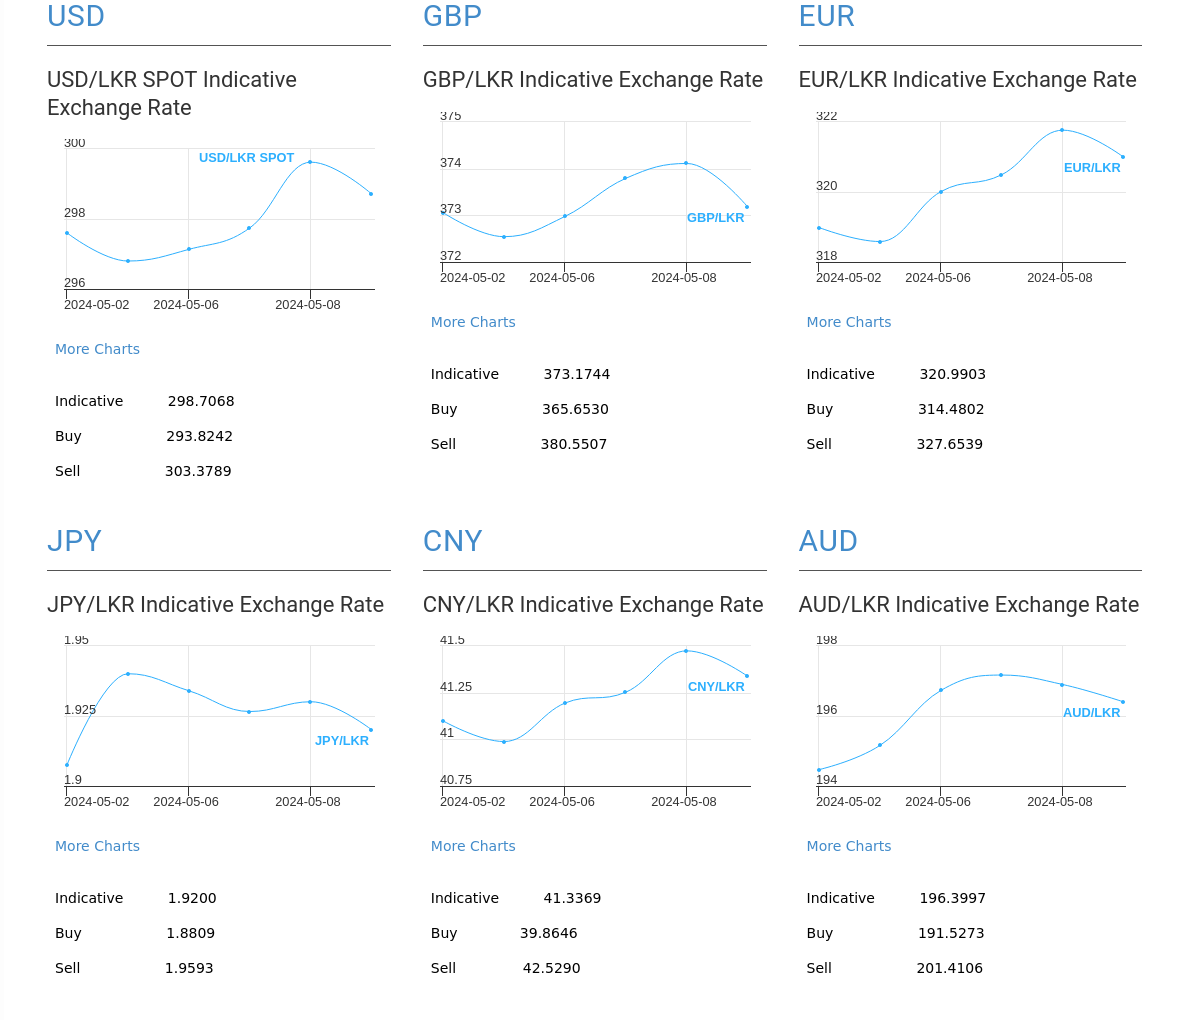 USD
USD/LKR SPOT Indicative
Exchange Rate
300
298
296
USD/LKR SPOT
2024-05-02 2024-05-06 2024-05-08
More Charts
Indicative 298.7068
Buy 293.8242
Sell 303.3789
GBP
GBP/LKR Indicative Exchange Rate
375
374
373
372
GBP/LKR
2024-05-02 2024-05-06 2024-05-08
More Charts
Indicative 373.1744
Buy 365.6530
Sell 380.5507
EUR
EUR/LKR Indicative Exchange Rate
322
320
318
EUR/LKR
2024-05-02 2024-05-06 2024-05-08
More Charts
Indicative 320.9903
Buy 314.4802
Sell 327.6539
JPY
JPY/LKR Indicative Exchange Rate
1.95
1.925
1.9
JPY/LKR
2024-05-02 2024-05-06 2024-05-08
More Charts
Indicative 1.9200
Buy 1.8809
Sell 1.9593
CNY
CNY/LKR Indicative Exchange Rate
41.5
41.25
41
40.75
CNY/LKR
2024-05-02 2024-05-06 2024-05-08
More Charts
Indicative 41.3369
Buy 39.8646
Sell 42.5290
AUD
AUD/LKR Indicative Exchange Rate
198
196
194
AUD/LKR
2024-05-02 2024-05-06 2024-05-08
More Charts
Indicative 196.3997
Buy 191.5273
Sell 201.4106